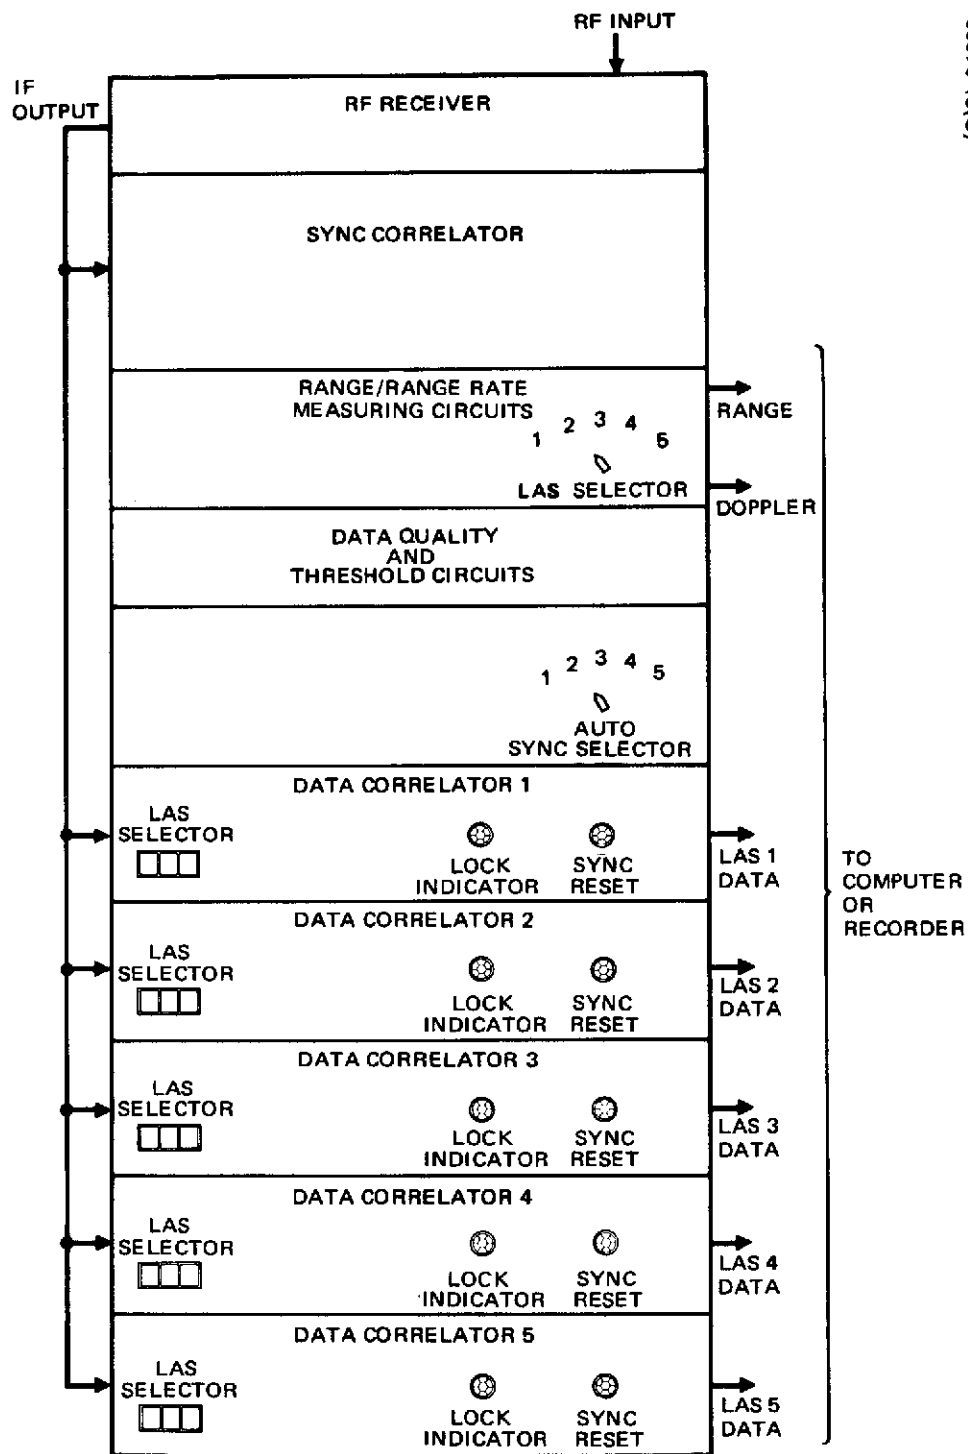 RF INPUT
IF
OUTPUT
RF RECEIVER
SYNC CORRELATOR
RANGE/RANGE RATE
MEASURING CIRCUITS
1 2 3 4 5
LAS SELECTOR
RANGE
DOPPLER
DATA QUALITY
AND
THRESHOLD CIRCUITS
1 2 3 4 5
AUTO
SYNC SELECTOR
DATA CORRELATOR 1
LAS
SELECTOR
LOCK
INDICATOR
SYNC
RESET
LAS 1
DATA
DATA CORRELATOR 2
LAS
SELECTOR
LOCK
INDICATOR
SYNC
RESET
LAS 2
DATA
DATA CORRELATOR 3
LAS
SELECTOR
LOCK
INDICATOR
SYNC
RESET
LAS 3
DATA
DATA CORRELATOR 4
LAS
SELECTOR
LOCK
INDICATOR
SYNC
RESET
LAS 4
DATA
DATA CORRELATOR 5
LAS
SELECTOR
LOCK
INDICATOR
SYNC
RESET
LAS 5
DATA
TO
COMPUTER
OR
RECORDER